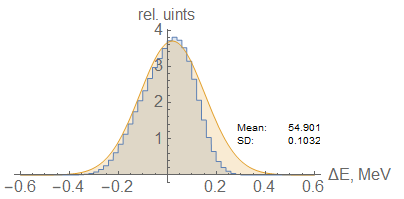 rel. uints
4
3
2
1
Mean: 54.901
SD: 0.1032
-0.6 -0.4 -0.2 0.2 0.4 0.6 ΔE, MeV